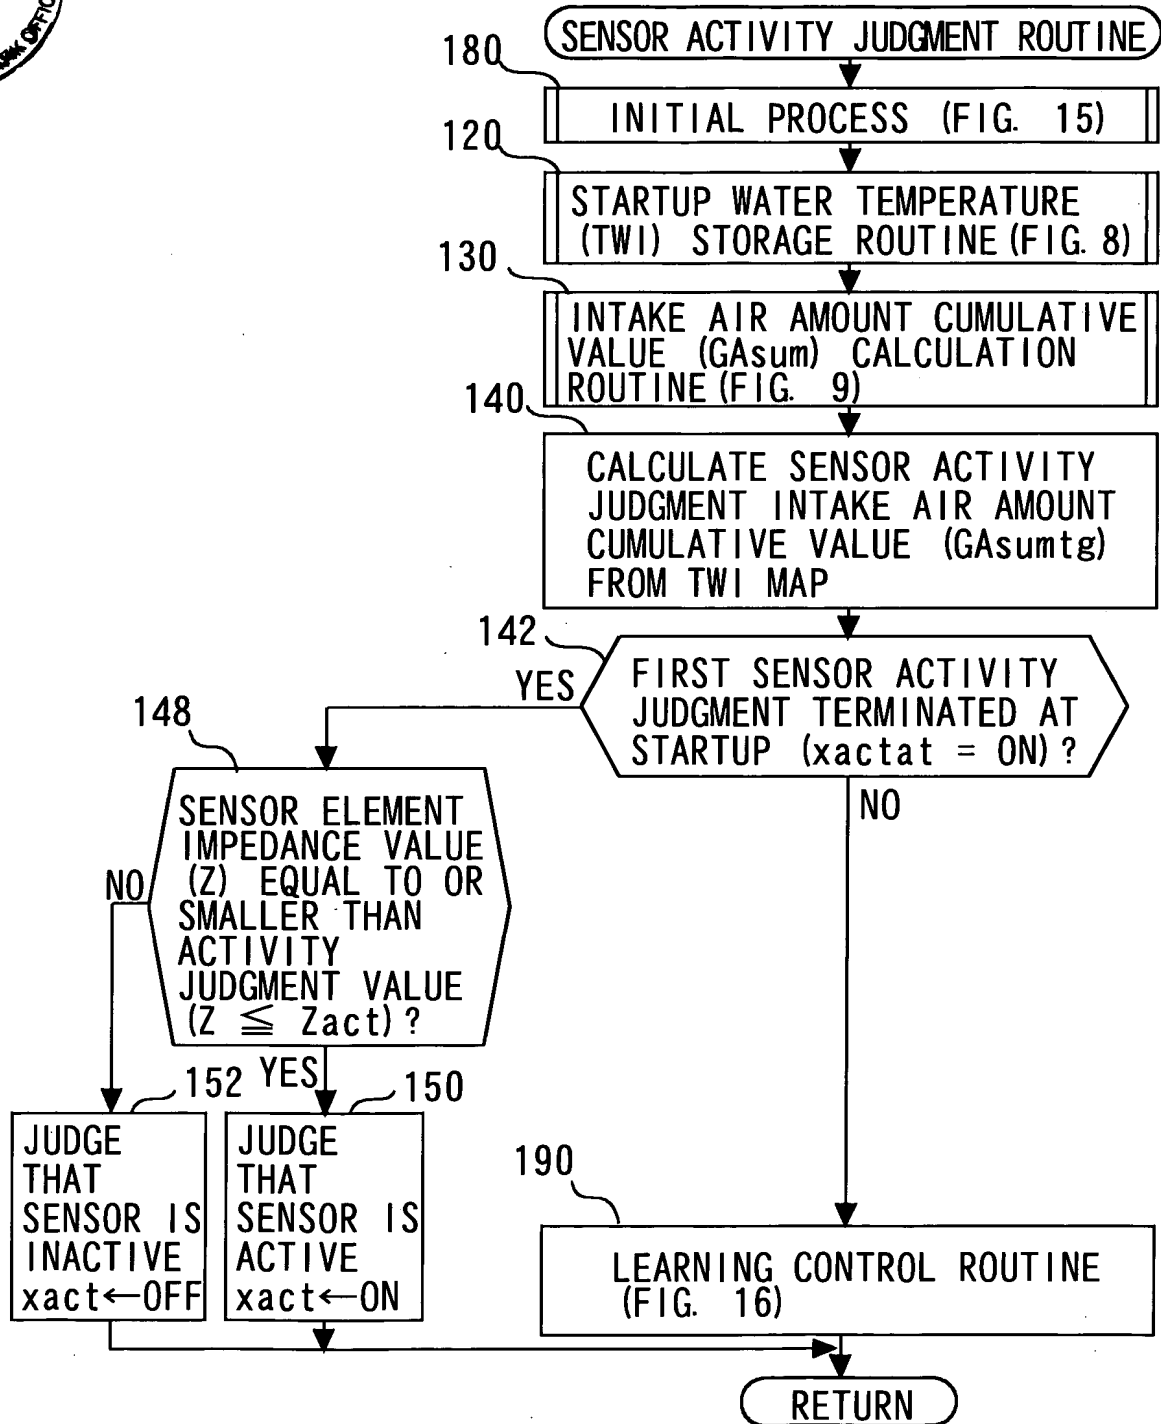 SENSOR ACTIVITY JUDGMENT ROUTINE
180
INITIAL PROCESS (FIG. 15)
120
STARTUP WATER TEMPERATURE
(TWI) STORAGE ROUTINE (FIG. 8)
130
INTAKE AIR AMOUNT CUMULATIVE
VALUE (GAsum) CALCULATION
ROUTINE (FIG. 9)
140
CALCULATE SENSOR ACTIVITY
JUDGMENT INTAKE AIR AMOUNT
CUMULATIVE VALUE (GAsumtg)
FROM TWI MAP
142
FIRST SENSOR ACTIVITY
JUDGMENT TERMINATED AT
STARTUP (xactat = ON)?
YES
NO
148
SENSOR ELEMENT
IMPEDANCE VALUE
(Z) EQUAL TO OR
SMALLER THAN
ACTIVITY
JUDGMENT VALUE
(Z ≦ Zact)?
NO
YES
152
JUDGE
THAT
SENSOR IS
INACTIVE
xact←OFF
150
JUDGE
THAT
SENSOR IS
ACTIVE
xact←ON
190
LEARNING CONTROL ROUTINE
(FIG. 16)
RETURN